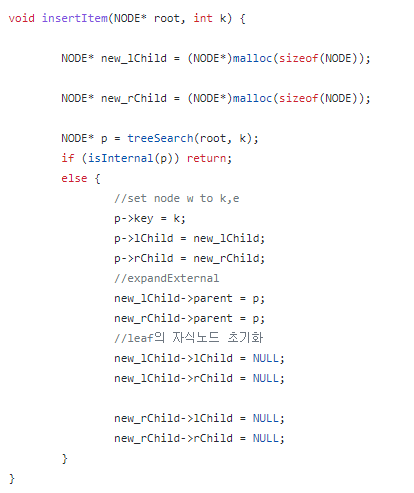 void insertItem(NODE* root, int k) {
NODE* new_lChild = (NODE*)malloc(sizeof(NODE));
NODE* new_rChild = (NODE*)malloc(sizeof(NODE));
NODE* p = treeSearch(root, k);
if (isInternal(p)) return;
else {
//set node w to k,e
p->key = k;
p->lChild = new_lChild;
p->rChild = new_rChild;
//expandExternal
new_lChild->parent = p;
new_rChild->parent = p;
//leaf의 자식노드 초기화
new_lChild->lChild = NULL;
new_lChild->rChild = NULL;
new_rChild->lChild = NULL;
new_rChild->rChild = NULL;
}
}